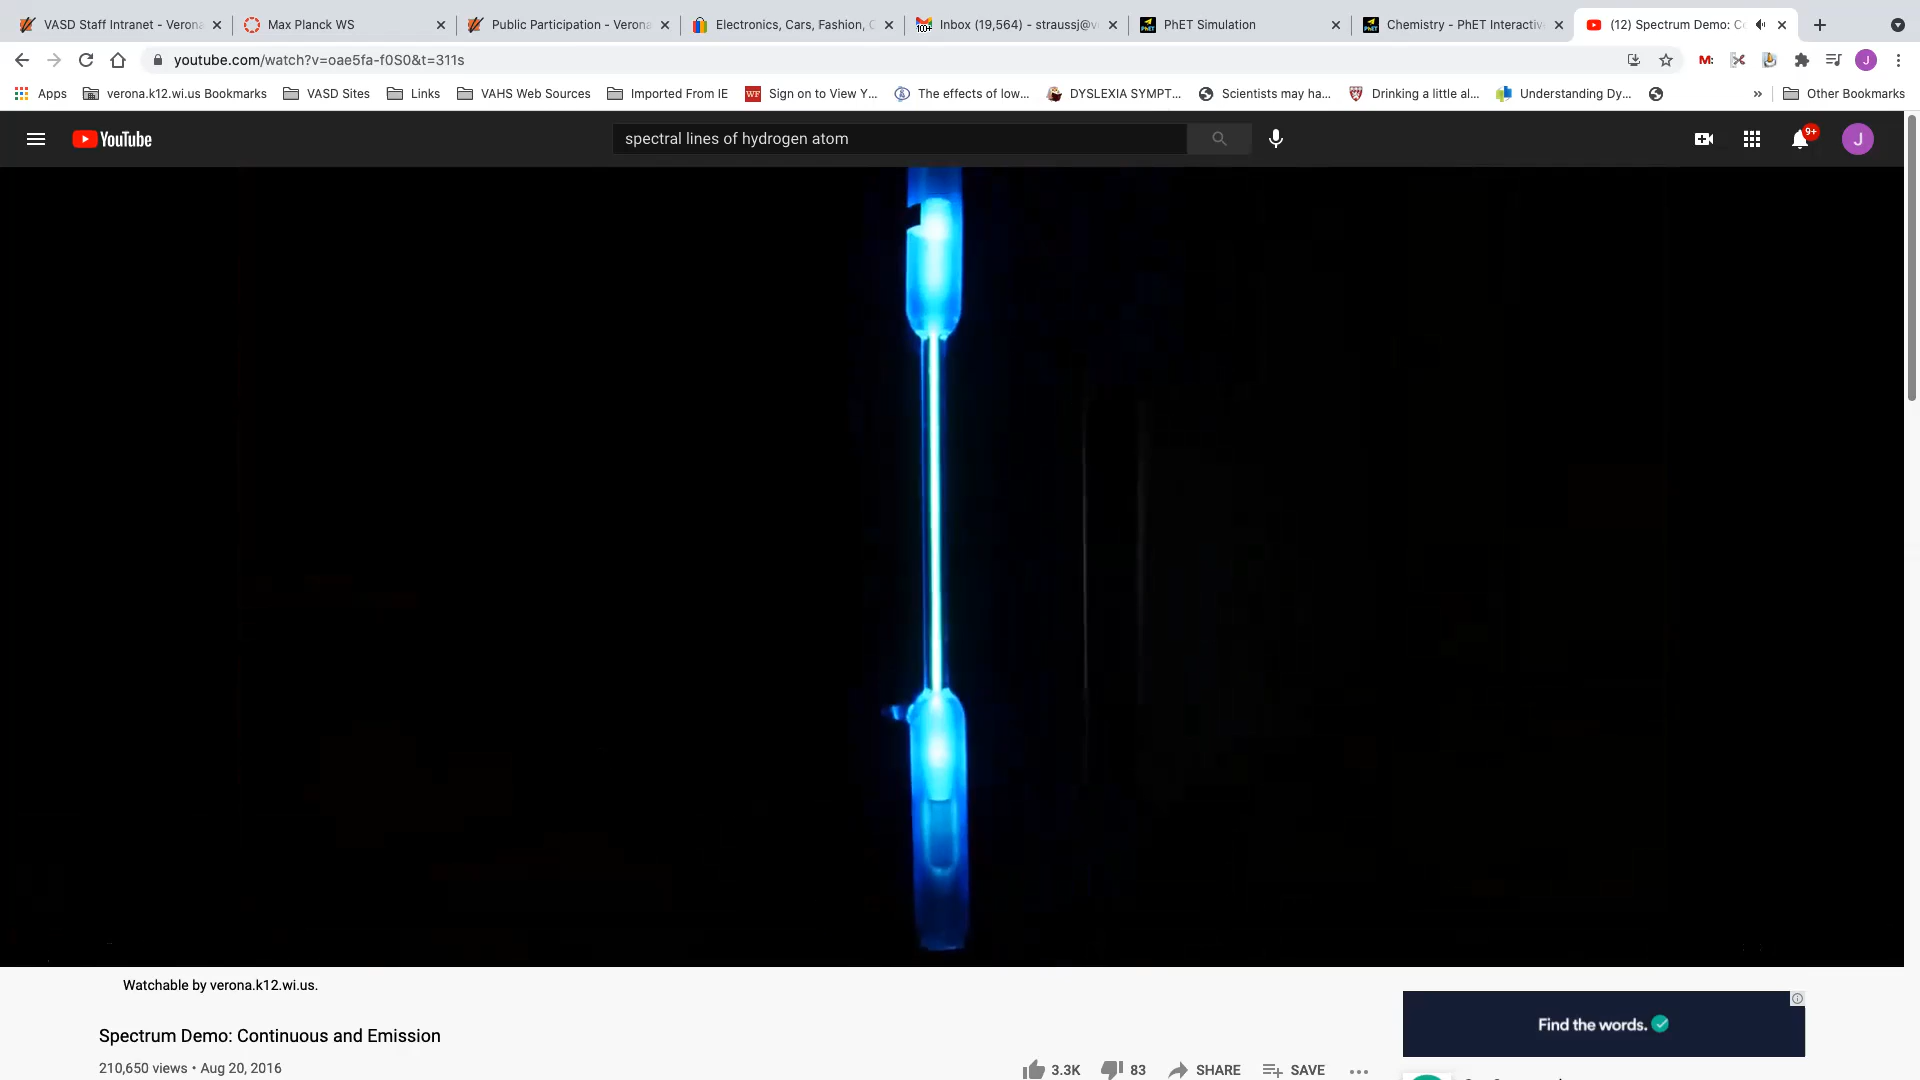 VASD Staff Intranet - Verona
Max Planck WS
Public Participation - Verona
Electronics, Cars, Fashion, C
Inbox (19,564) - straussj@v
PhET Simulation
Chemistry - PhET Interactiv
(12) Spectrum Demo: Co
youtube.com/watch?v=oae5fa-f0S0&t=311s
M:
J
Apps
verona.k12.wi.us Bookmarks
VASD Sites
Links
VAHS Web Sources
Imported From IE
WF
Sign on to View Y...
The effects of low...
DYSLEXIA SYMPT...
Scientists may ha...
Drinking a little al...
Understanding Dy...
»
Other Bookmarks
YouTube
spectral lines of hydrogen atom
9+
J
Watchable by verona.k12.wi.us.
Find the words.
Spectrum Demo: Continuous and Emission
210,650 views • Aug 20, 2016
3.3K
83
SHARE
SAVE